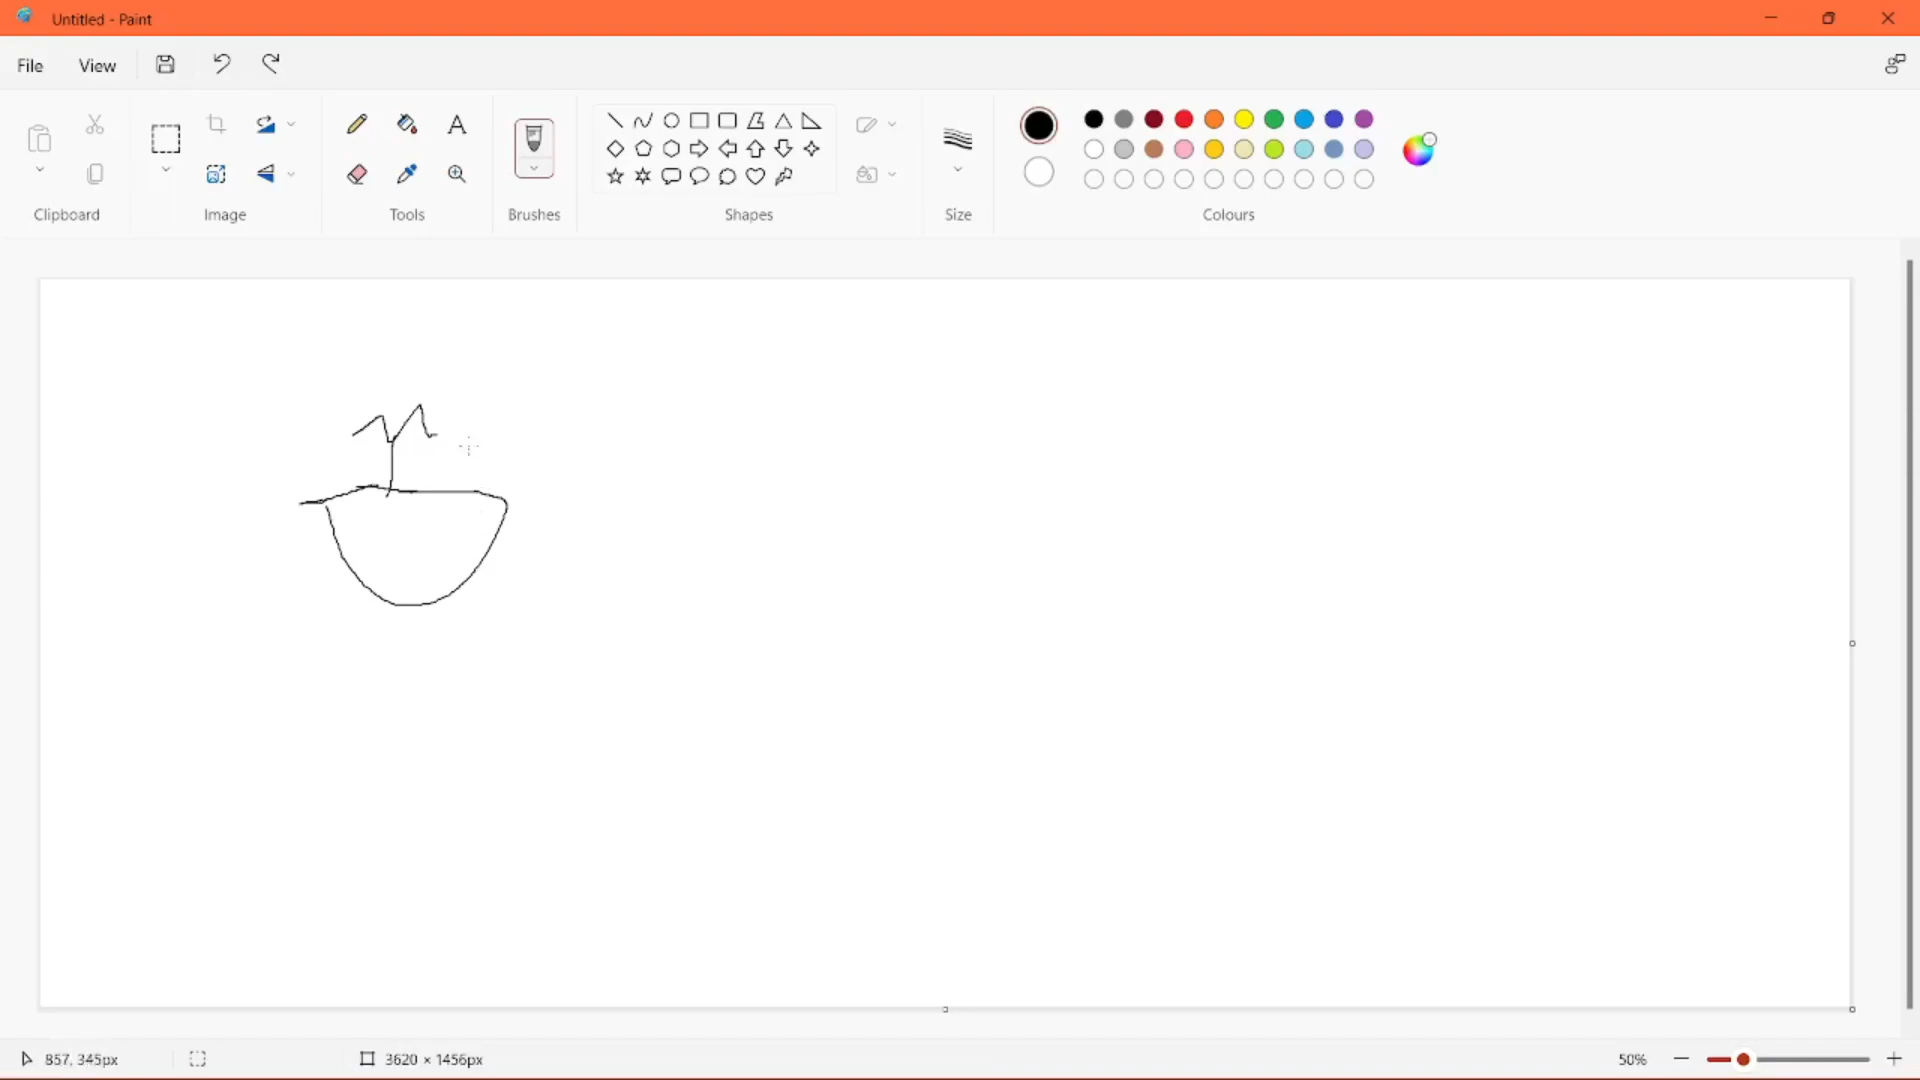 Untitled - Paint
File View
Clipboard Image Tools Brushes Shapes Size Colours
857, 345px 3620 × 1456px 50%